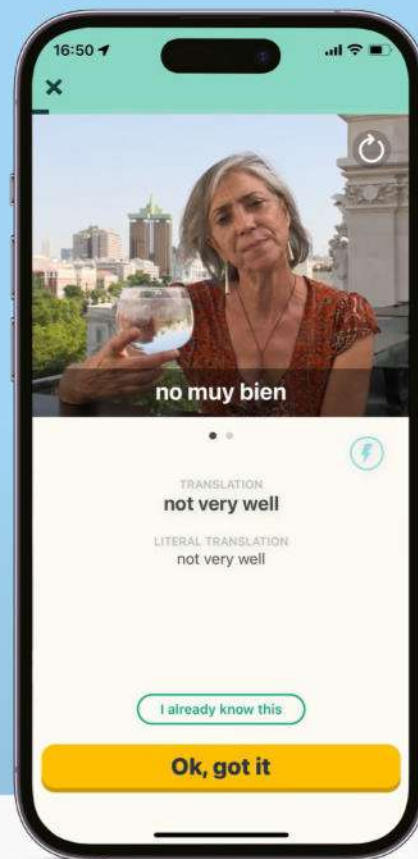 16:50
no muy bien
TRANSLATION
not very well
LITERAL TRANSLATION
not very well
I already know this
Ok, got it